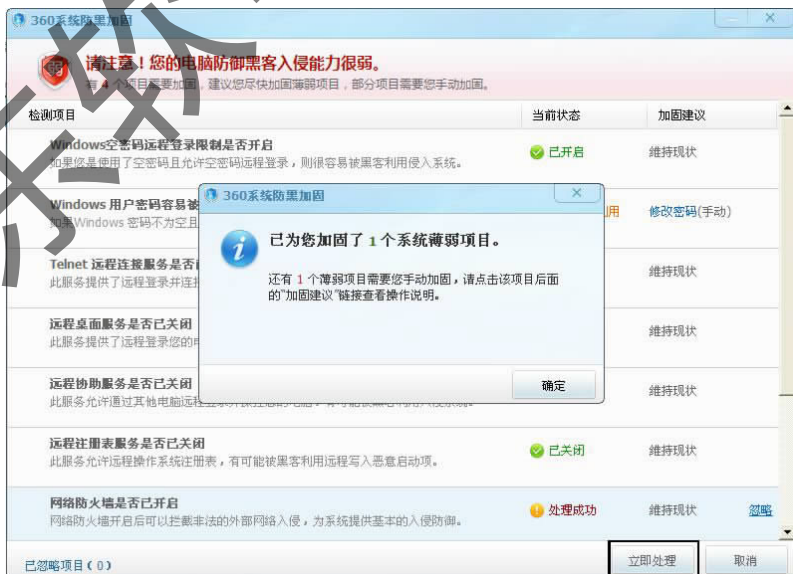 360系统防黑加固
请注意！您的电脑防御黑客入侵能力很弱。
有 4 个项目需要加固，建议您尽快加固薄弱项目，部分项目需要您手动加固。
检测项目 当前状态 加固建议
Windows空密码远程登录限制是否开启
如果您是使用了空密码且允许空密码远程登录，则很容易被黑客利用侵入系统。
已开启 维持现状
Windows 用户密码容易被
如果Windows 密码不为空且
用 修改密码(手动)
Telnet 远程连接服务是否
此服务提供了远程登录并连接
维持现状
远程桌面服务是否已关闭
此服务提供了远程登录您的
维持现状
远程协助服务是否已关闭
此服务允许通过其他电脑远程
维持现状
远程注册表服务是否已关闭
此服务允许远程操作系统注册表，有可能被黑客利用远程写入恶意启动项。
已关闭 维持现状
网络防火墙是否已开启
网络防火墙开启后可以拦截非法的外部网络入侵，为系统提供基本的入侵防御。
处理成功 维持现状 忽略
已忽略项目( 0 )
立即处理 取消
360系统防黑加固
已为您加固了 1 个系统薄弱项目。
还有 1 个薄弱项目需要您手动加固，请点击该项目后面
的"加固建议"链接查看操作说明。
确定